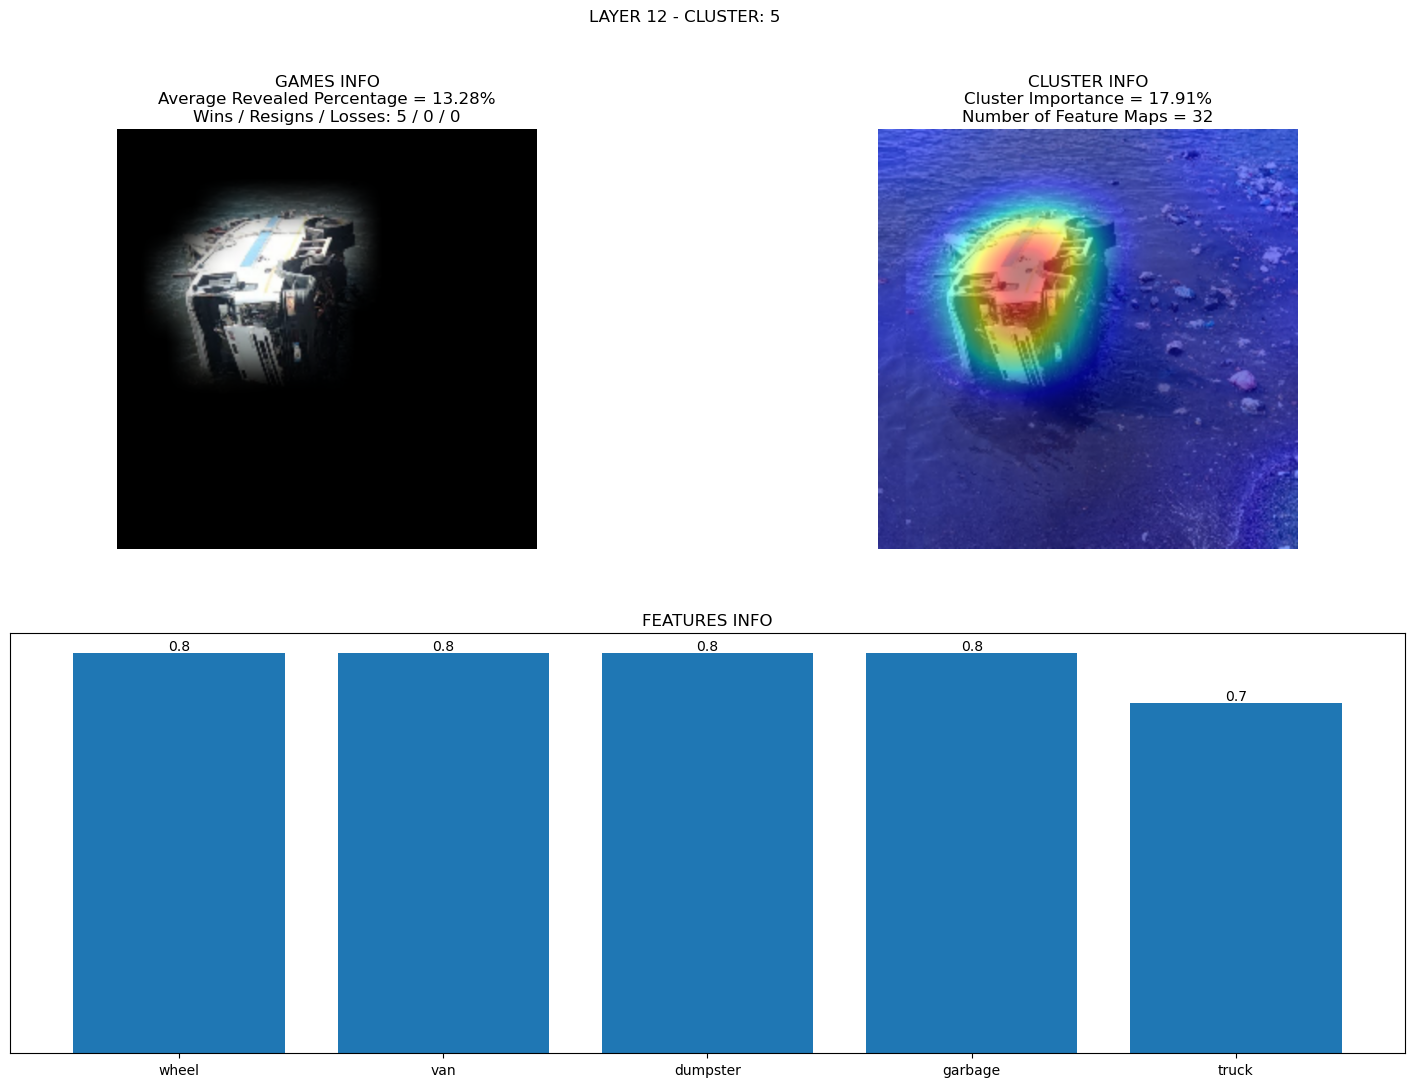 LAYER 12 - CLUSTER: 5
GAMES INFO
Average Revealed Percentage = 13.28%
Wins / Resigns / Losses: 5 / 0 / 0
CLUSTER INFO
Cluster Importance = 17.91%
Number of Feature Maps = 32
FEATURES INFO
0.8 0.8 0.8 0.8 0.7
wheel van dumpster garbage truck